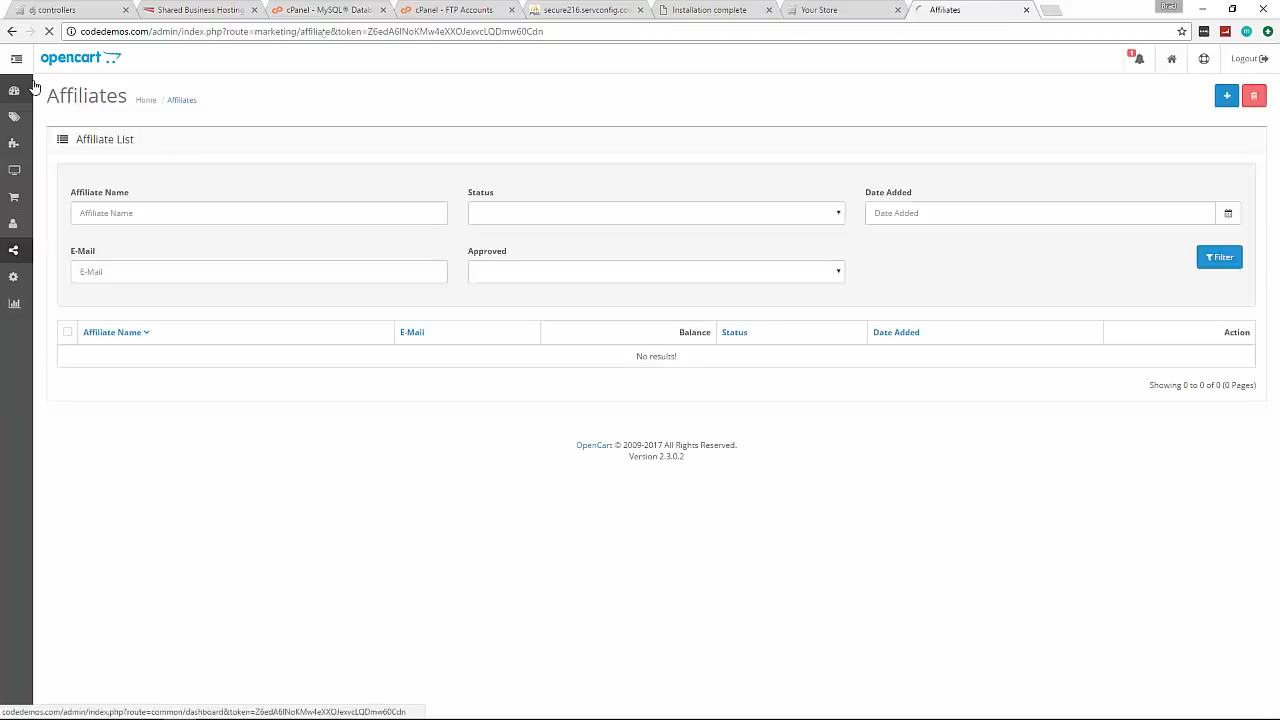 dj controllers
Shared Business Hosting
cPanel - MySQL® Datab
cPanel - FTP Accounts
secure216.servconfig.co
Installation complete
Your Store
Affiliates
Bred
codedemos.com/admin/index.php?route=marketing/affiliate&token=Z6edA6INoKMw4eXXOJexvcLQDmw60Cdn
opencart
1
Logout
Affiliates
Home / Affiliates
Affiliate List
Affiliate Name
Status
Date Added
Affiliate Name
Date Added
E-Mail
Approved
E-Mail
Filter
Affiliate Name
E-Mail
Balance
Status
Date Added
Action
No results!
Showing 0 to 0 of 0 (0 Pages)
OpenCart © 2009-2017 All Rights Reserved.
Version 2.3.0.2
codedemos.com/admin/index.php?route=common/dashboard&token=Z6edA6INoKMw4eXXOJexvcLQDmw60Cdn